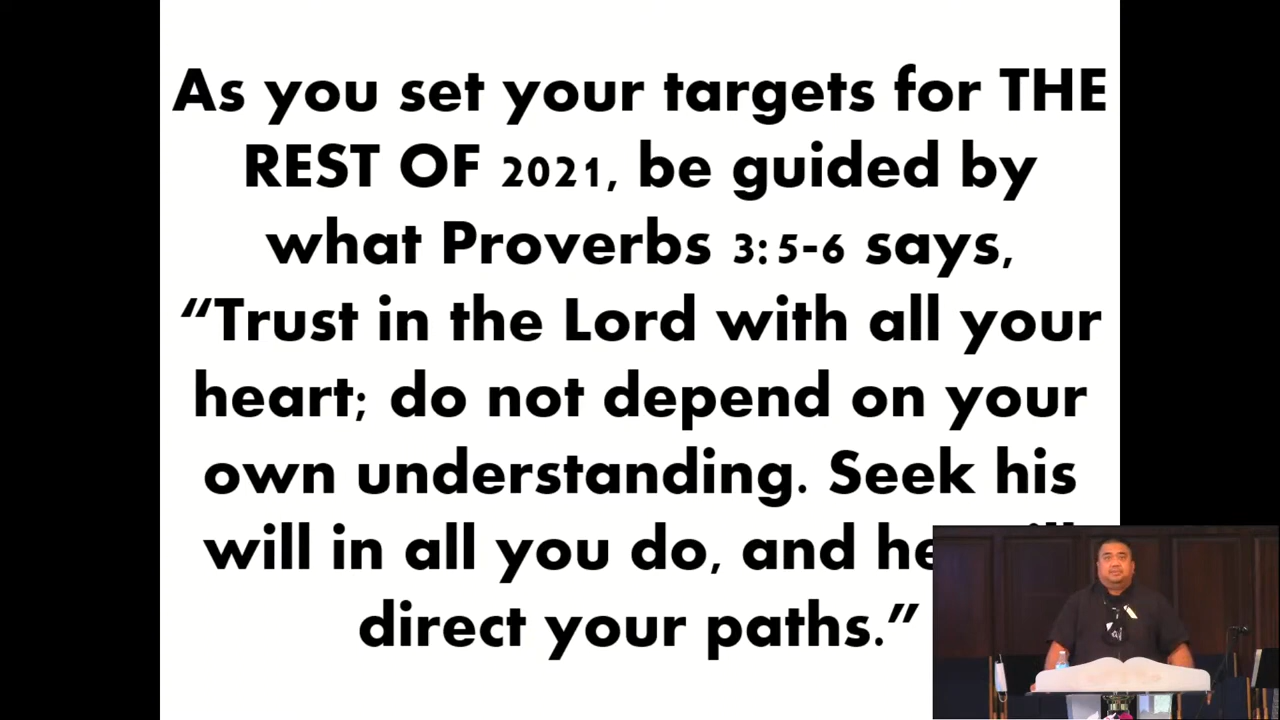 As you set your targets for THE
REST OF 2021, be guided by
what Proverbs 3:5-6 says,
“Trust in the Lord with all your
heart; do not depend on your
own understanding. Seek his
will in all you do, and he
direct your paths.”